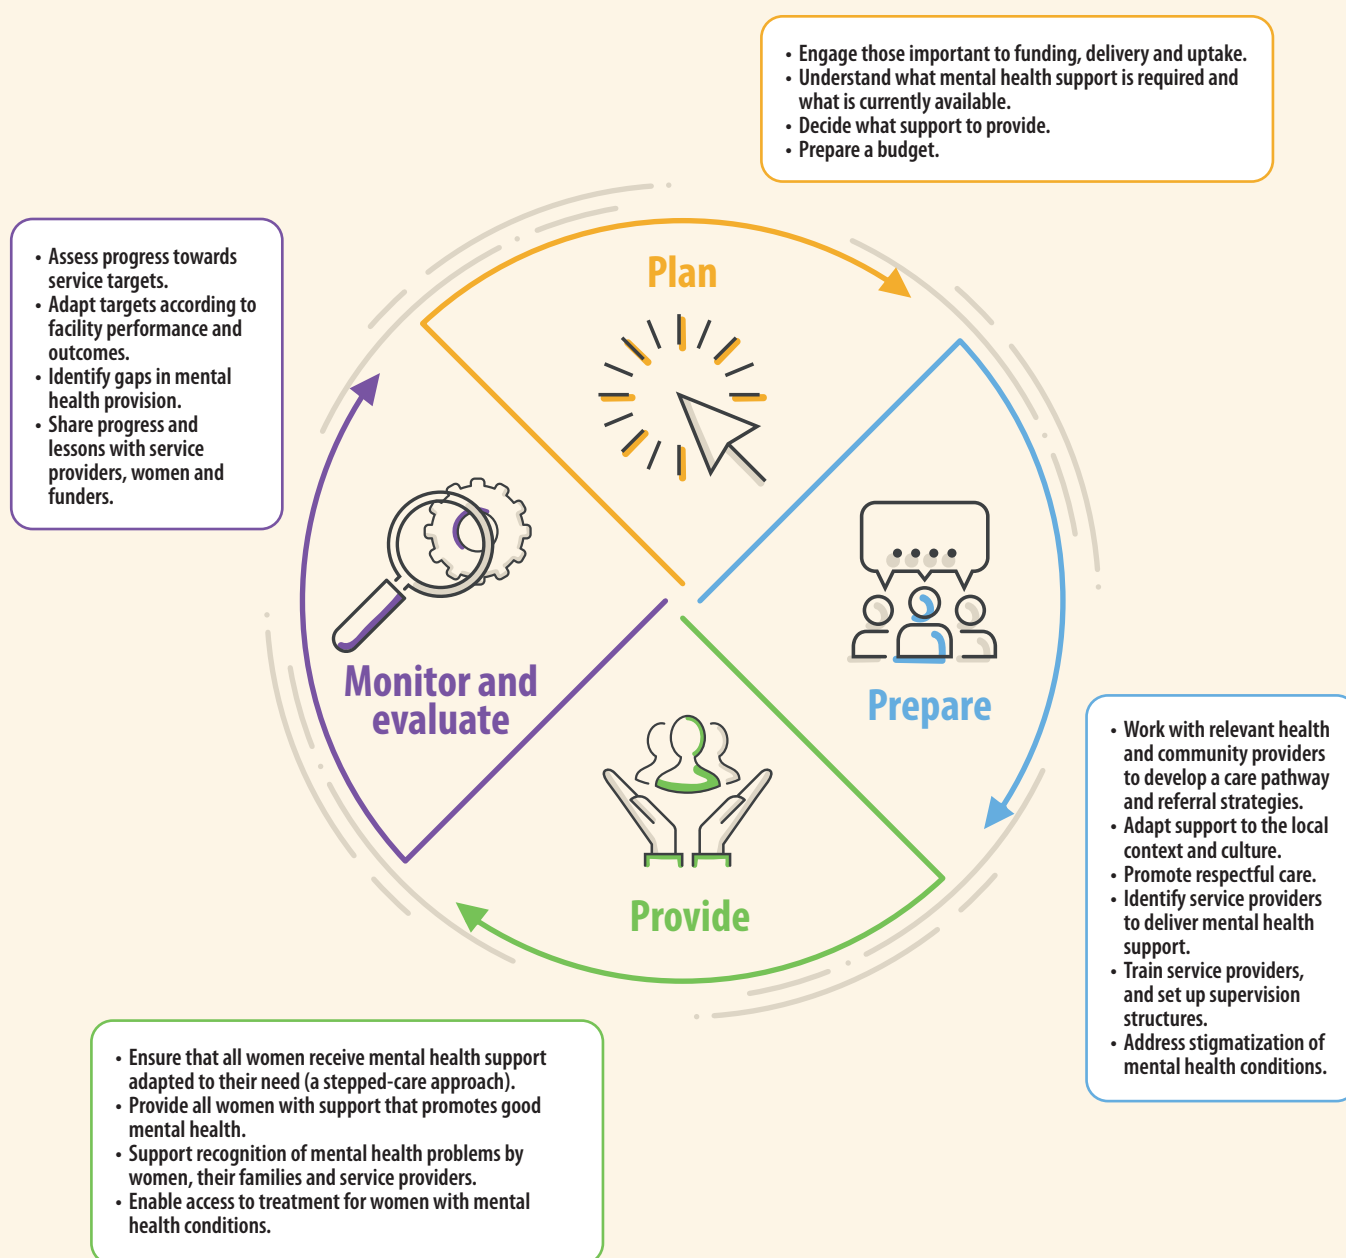 • Engage those important to funding, delivery and uptake.
• Understand what mental health support is required and
what is currently available.
• Decide what support to provide.
• Prepare a budget.
Plan
• Assess progress towards
service targets.
• Adapt targets according to
facility performance and
outcomes.
• Identify gaps in mental
health provision.
• Share progress and
lessons with service
providers, women and
funders.
Monitor and
evaluate
Prepare
• Work with relevant health
and community providers
to develop a care pathway
and referral strategies.
• Adapt support to the local
context and culture.
• Promote respectful care.
• Identify service providers
to deliver mental health
support.
• Train service providers,
and set up supervision
structures.
• Address stigmatization of
mental health conditions.
Provide
• Ensure that all women receive mental health support
adapted to their need (a stepped-care approach).
• Provide all women with support that promotes good
mental health.
• Support recognition of mental health problems by
women, their families and service providers.
• Enable access to treatment for women with mental
health conditions.